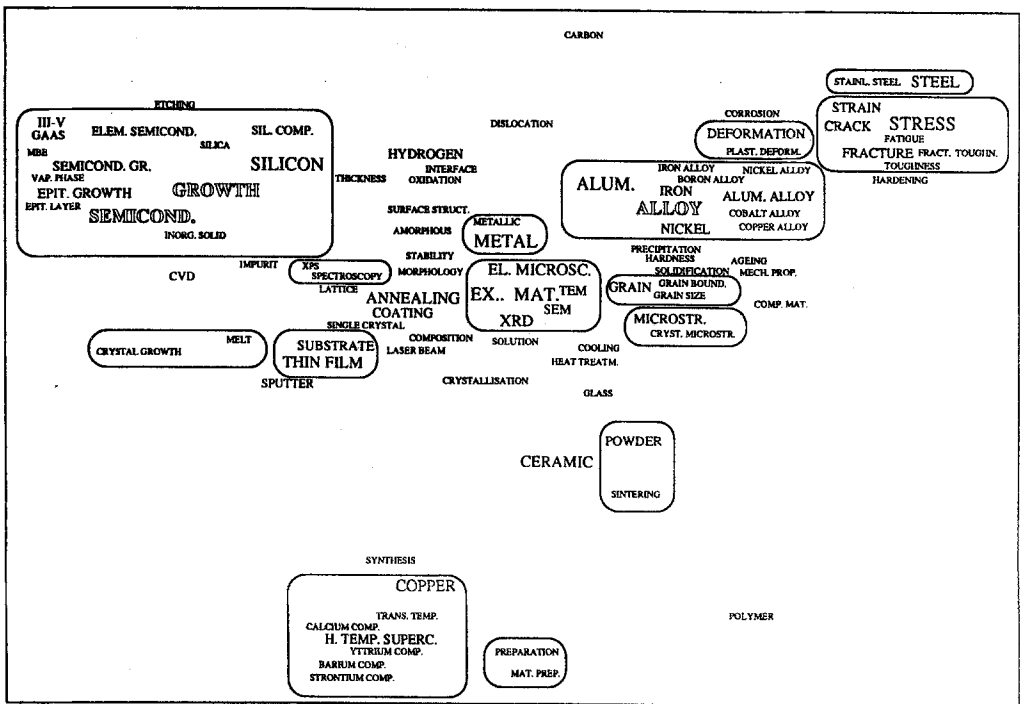 CARBON
STAINL. STEEL STEEL
ETCHING
III-V
GAAS
ELEM. SEMICOND.
SIL. COMP.
SILICA
MBE
SEMICOND. GR.
SILICON
VAP. PHASE
EPIT. GROWTH
GROWTH
EPIT. LAYER
SEMICOND.
INORG. SOLID
DISLOCATION
HYDROGEN
INTERFACE
THICKNESS
OXIDATION
SURFACE STRUCT.
AMORPHOUS
METALLIC
METAL
CORROSION
DEFORMATION
PLAST. DEFORM.
STRAIN
CRACK STRESS
FATIGUE
FRACTURE FRACT. TOUGHN.
TOUGHNESS
HARDENING
IRON ALLOY NICKEL ALLOY
BORON ALLOY
ALUM.
IRON
ALUM. ALLOY
ALLOY
COBALT ALLOY
NICKEL
COPPER ALLOY
PRECIPITATION
HARDNESS
AGEING
SOLIDIFICATION
MECH. PROP.
GRAIN GRAIN BOUND.
GRAIN SIZE
COMP. MAT.
MICROSTR.
CRYST. MICROSTR.
STABILITY
IMPURIT
CVD
XPS
SPECTROSCOPY
MORPHOLOGY
LATTICE
ANNEALING
COATING
EL. MICROSC.
EX.. MAT. TEM
SEM
XRD
SINGLE CRYSTAL
COMPOSITION
SOLUTION
COOLING
MELT
CRYSTAL GROWTH
SUBSTRATE
THIN FILM
LASER BEAM
HEAT TREATM.
SPUTTER
CRYSTALLISATION
GLASS
POWDER
CERAMIC
SINTERING
SYNTHESIS
COPPER
TRANS. TEMP.
CALCIUM COMP.
H. TEMP. SUPERC.
YTTRIUM COMP.
BARIUM COMP.
STRONTIUM COMP.
PREPARATION
MAT. PREP.
POLYMER